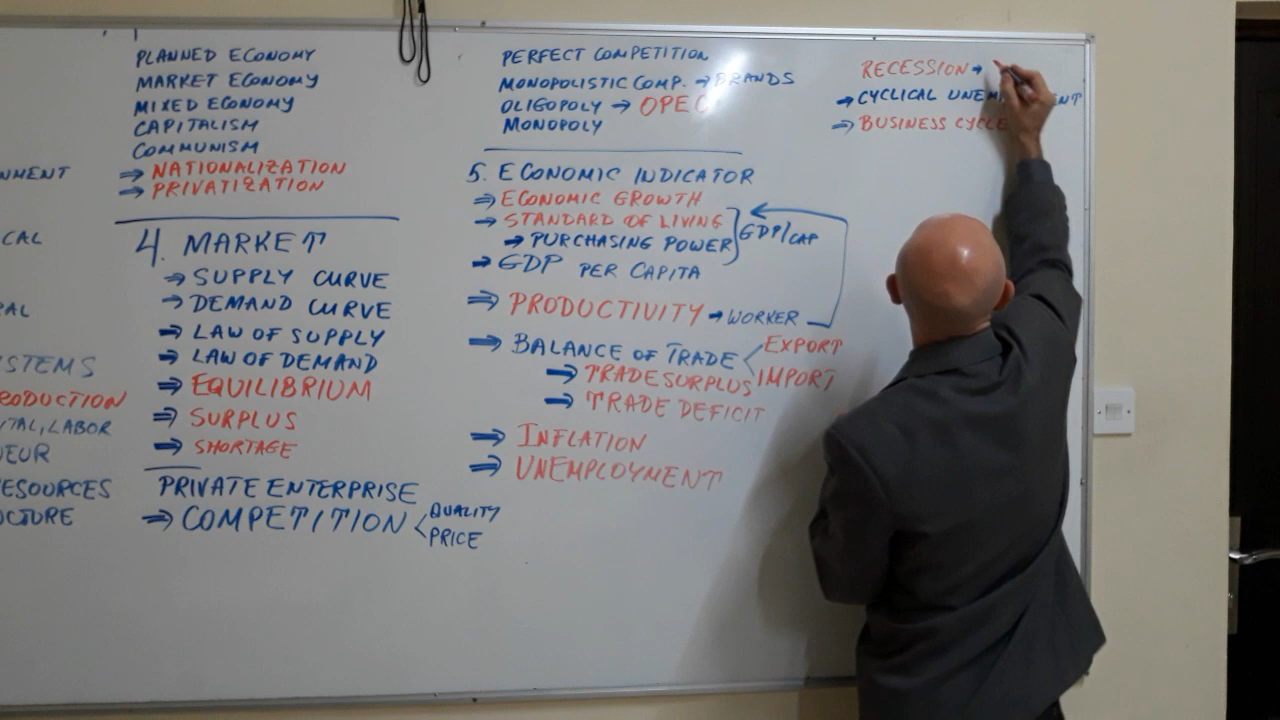 PLANNED ECONOMY
MARKET ECONOMY
MIXED ECONOMY
CAPITALISM
COMMUNISM
⇒ NATIONALIZATION
→ PRIVATIZATION
4. MARKET
⇒ SUPPLY CURVE
→ DEMAND CURVE
⇒ LAW OF SUPPLY
⇒ LAW OF DEMAND
⇒ EQUILIBRIUM
⇒ SURPLUS
⇒ SHORTAGE
PRIVATE ENTERPRISE
⇒ COMPETITION < QUALITY
PRICE
PERFECT COMPETITION
MONOPOLISTIC COMP. → BRANDS
OLIGOPOLY → OPEC
MONOPOLY
5. ECONOMIC INDICATOR
⇒ ECONOMIC GROWTH
→ STANDARD OF LIVING
→ PURCHASING POWER } GDP/CAP
→ GDP PER CAPITA
⇒ PRODUCTIVITY → WORKER
⇒ BALANCE OF TRADE < EXPORT
IMPORT
⇒ TRADE SURPLUS
⇒ TRADE DEFICIT
⇒ INFLATION
⇒ UNEMPLOYMENT
RECESSION →
→ CYCLICAL
⇒ BUSINESS CYCLE
LABOR